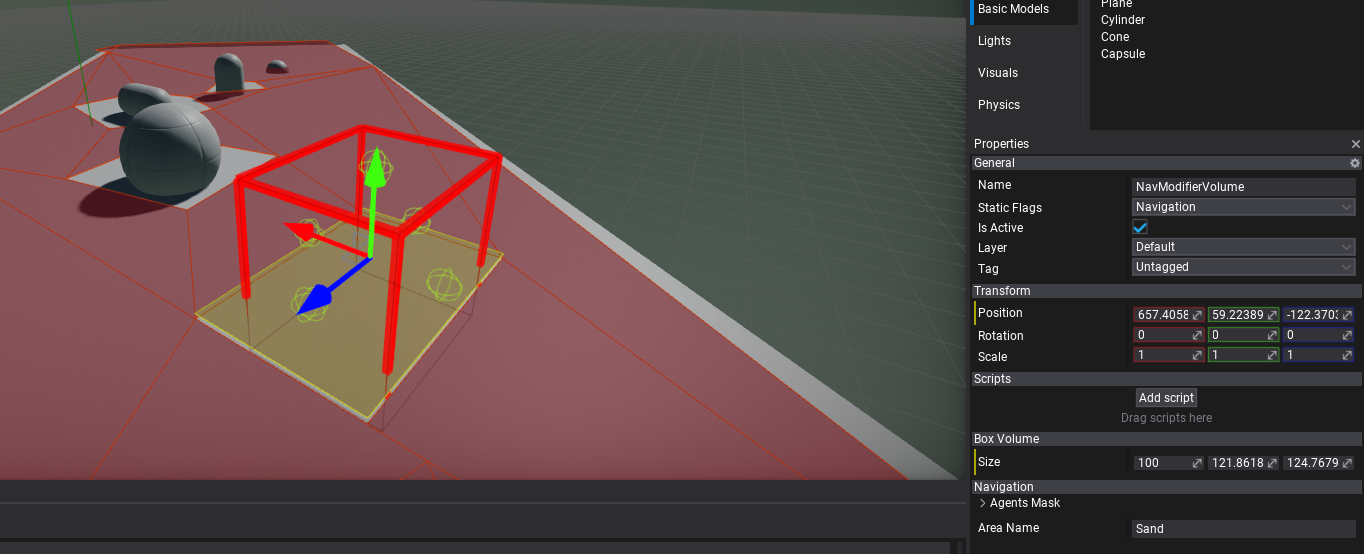 Plane
Basic Models
Cylinder
Cone
Lights
Capsule
Visuals
Physics
Properties
General
Name NavModifierVolume
Static Flags Navigation
Is Active
Layer Default
Tag Untagged
Transform
Position 657.4058 59.22389 -122.370
Rotation 0 0 0
Scale 1 1 1
Scripts
Add script
Drag scripts here
Box Volume
Size 100 121.8618 124.7679
Navigation
> Agents Mask
Area Name Sand